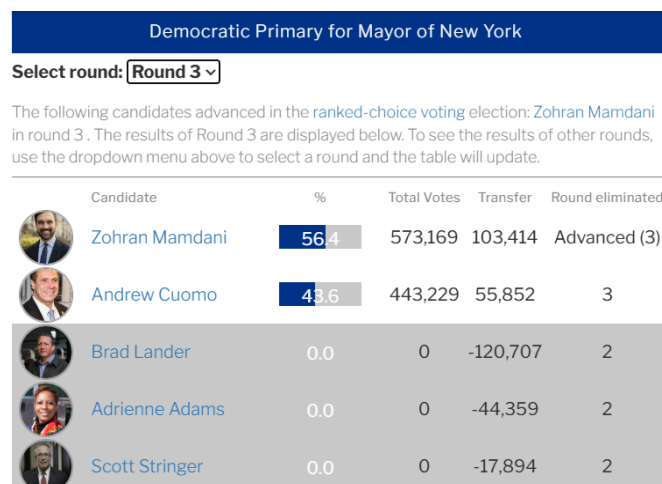 Democratic Primary for Mayor of New York
Select round: Round 3
The following candidates advanced in the ranked-choice voting election: Zohran Mamdani
in round 3 . The results of Round 3 are displayed below. To see the results of other rounds,
use the dropdown menu above to select a round and the table will update.
Candidate % Total Votes Transfer Round eliminated
Zohran Mamdani 56.4 573,169 103,414 Advanced (3)
Andrew Cuomo 43.6 443,229 55,852 3
Brad Lander 0.0 0 -120,707 2
Adrienne Adams 0.0 0 -44,359 2
Scott Stringer 0.0 0 -17,894 2